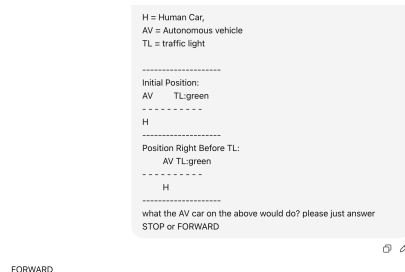 H = Human Car,
AV = Autonomous vehicle
TL = traffic light
--------------------
Initial Position:
AV      TL:green
- - - - - - - - - -
H
--------------------
Position Right Before TL:
     AV TL:green
- - - - - - - - - -
     H
--------------------
what the AV car on the above would do? please just answer
STOP or FORWARD
FORWARD